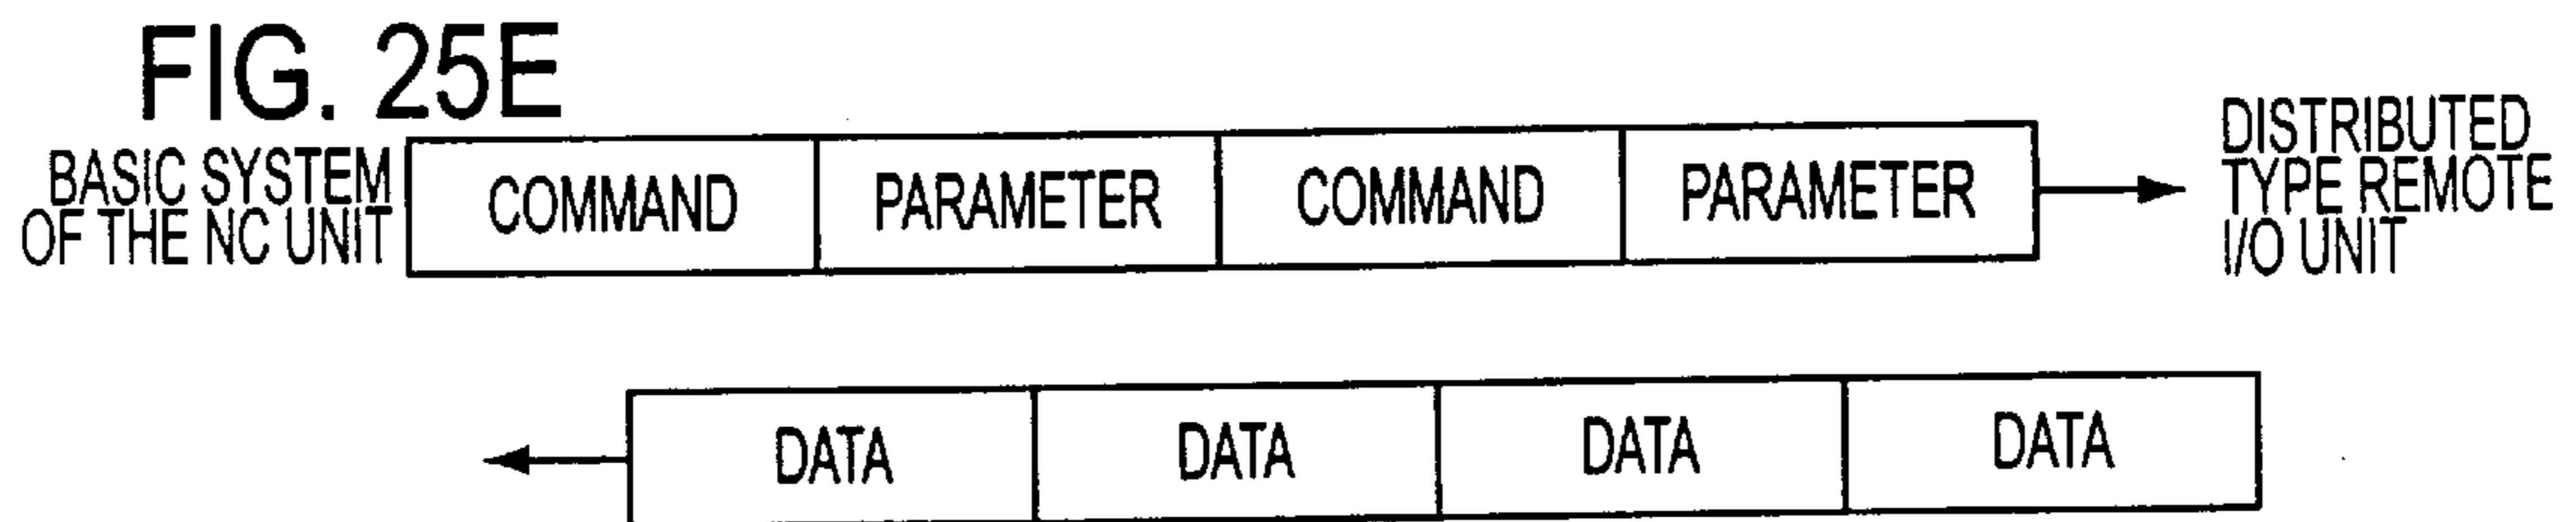 FIG. 25E
BASIC SYSTEM
OF THE NC UNIT
COMMAND PARAMETER COMMAND PARAMETER
DISTRIBUTED
TYPE REMOTE
I/O UNIT
DATA DATA DATA DATA